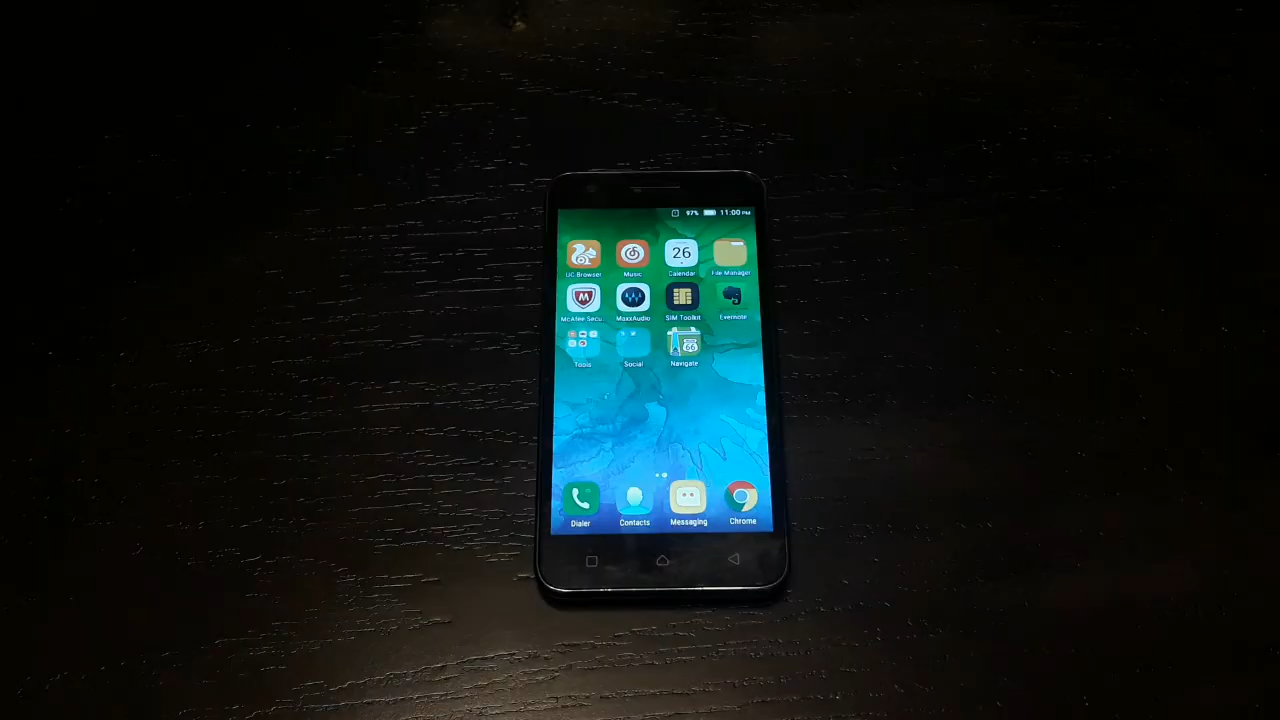 97% 11:00 PM
26
UC Browser Music Calendar File Manager
McAfee Secu.. MaxxAudio SIM Toolkit Evernote
66
Tools Social Navigate
Dialer Contacts Messaging Chrome